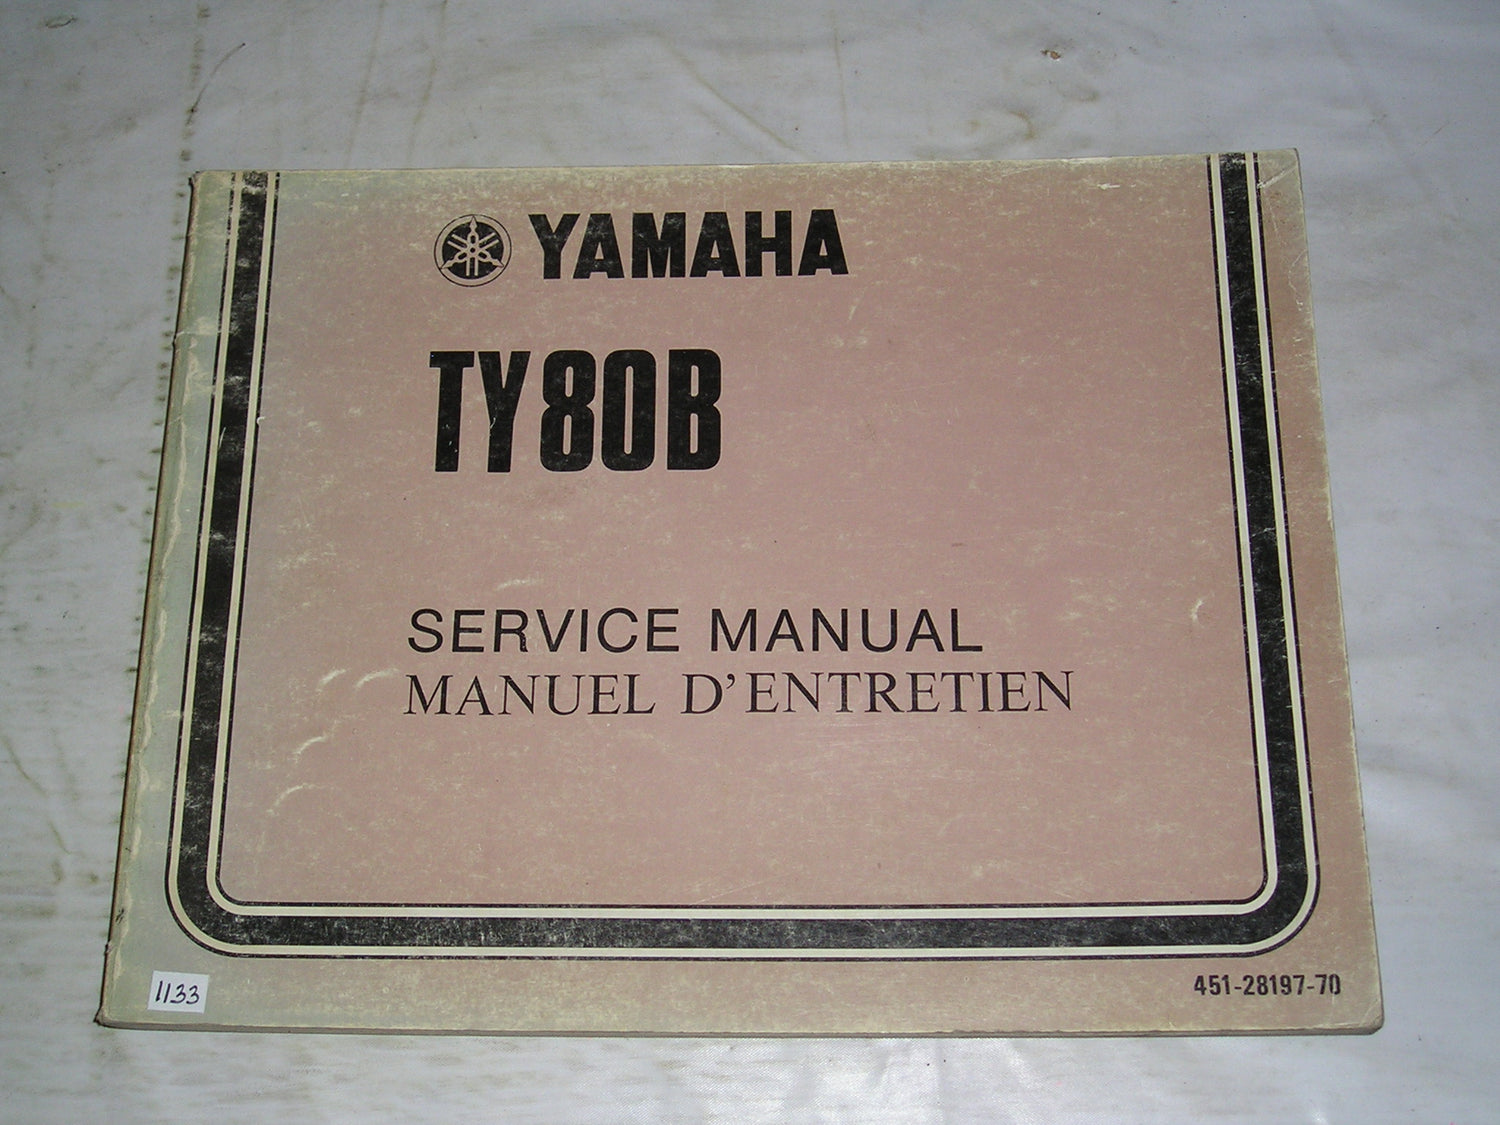 YAMAHA
TY80B
SERVICE MANUAL
MANUEL D'ENTRETIEN
1133
451-28197-70